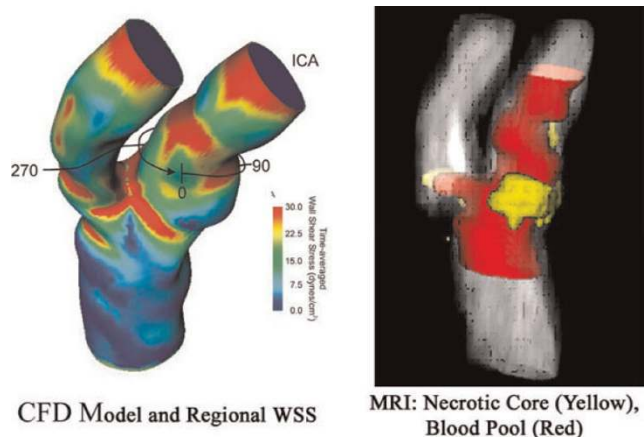 ICA
270
90
0
30.0
22.5
15.0
7.5
0.0
Time-averaged
Wall Shear Stress (dynes/cm²)
CFD Model and Regional WSS
MRI: Necrotic Core (Yellow),
Blood Pool (Red)